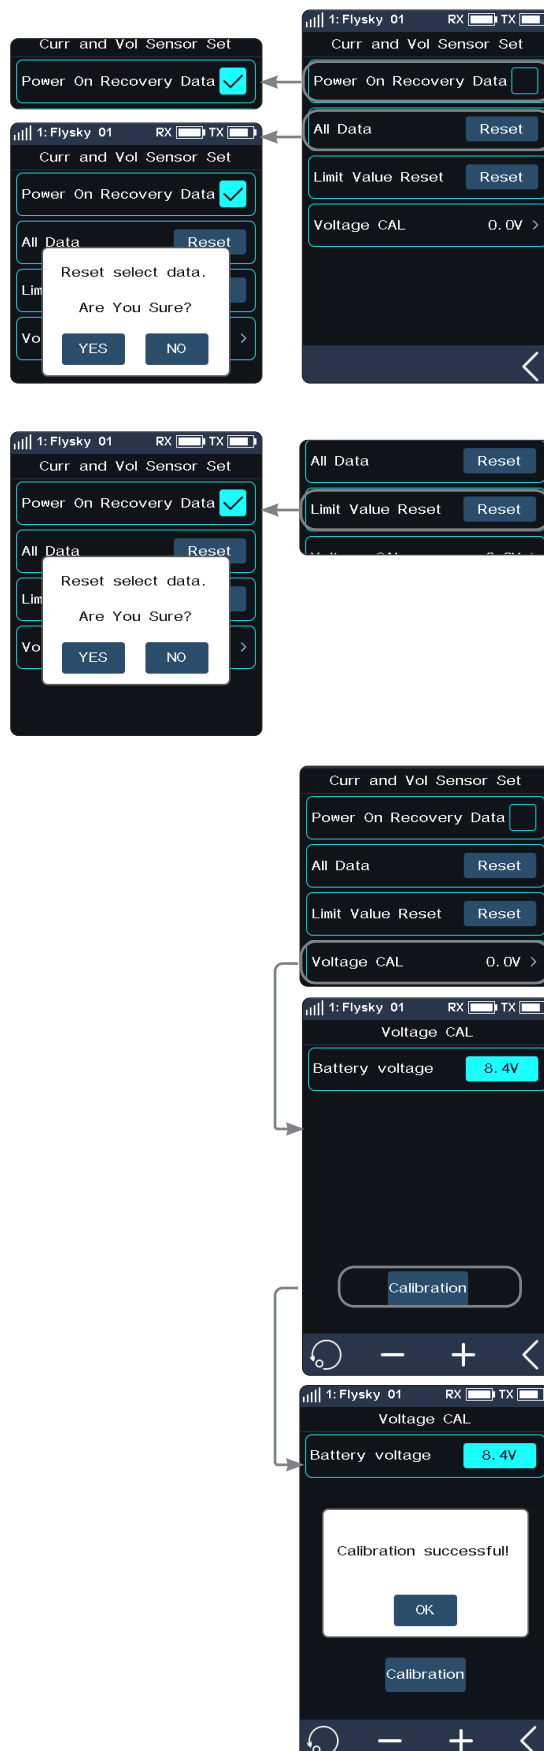 Curr and Vol Sensor Set
Power On Recovery Data
1: Flysky 01 RX TX
Curr and Vol Sensor Set
Power On Recovery Data
All Data Reset
Reset select data.
Are You Sure?
Lim
Vo
YES NO
1: Flysky 01 RX TX
Curr and Vol Sensor Set
Power On Recovery Data
All Data Reset
Limit Value Reset Reset
Voltage CAL 0.0V >
1: Flysky 01 RX TX
Curr and Vol Sensor Set
Power On Recovery Data
All Data Reset
Reset select data.
Are You Sure?
Lim
Vo
YES NO
All Data Reset
Limit Value Reset Reset
Curr and Vol Sensor Set
Power On Recovery Data
All Data Reset
Limit Value Reset Reset
Voltage CAL 0.0V >
1: Flysky 01 RX TX
Voltage CAL
Battery voltage 8.4V
Calibration
1: Flysky 01 RX TX
Voltage CAL
Battery voltage 8.4V
Calibration successful!
OK
Calibration